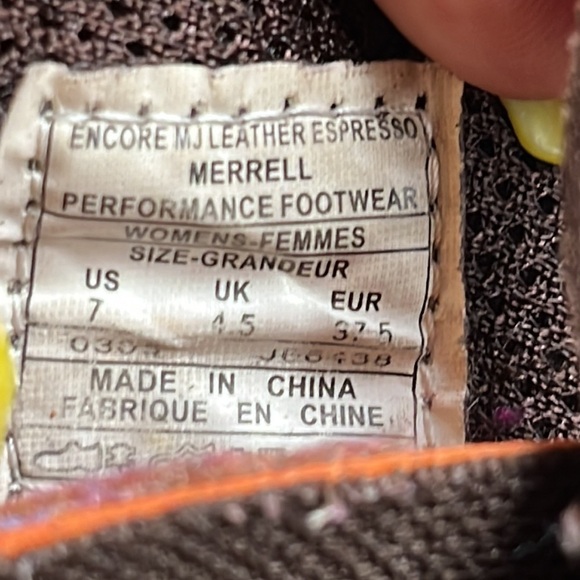 ENCORE MJ LEATHER ESPRESSO
MERRELL
PERFORMANCE FOOTWEAR
WOMENS-FEMMES
SIZE-GRANDEUR
US UK EUR
7 4.5 37.5
MADE IN CHINA
FABRIQUE EN CHINE